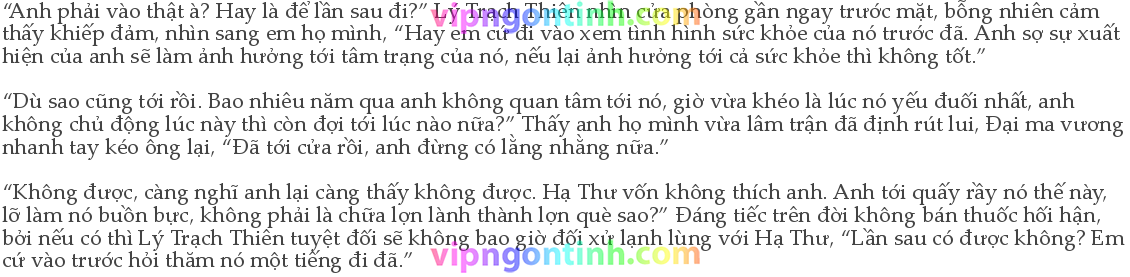 “Anh phải vào thật à? Hay là để lần sau đi?” Lý Trạch Thiên nhìn cửa phòng gần ngay trước mặt, bỗng nhiên cảm
vipngontinh.com
thấy khiếp đảm, nhìn sang em họ mình, “Hay em cứ đi vào xem tình hình sức khỏe của nó trước đã. Anh sợ sự xuất
hiện của anh sẽ làm ảnh hưởng tới tâm trạng của nó, nếu lại ảnh hưởng tới cả sức khỏe thì không tốt.”
“Dù sao cũng tới rồi. Bao nhiêu năm qua anh không quan tâm tới nó, giờ vừa khéo là lúc nó yếu đuối nhất, anh
không chủ động lúc này thì còn đợi tới lúc nào nữa?” Thấy anh họ mình vừa lâm trận đã định rút lui, Đại ma vương
nhanh tay kéo ông lại, “Đã tới cửa rồi, anh đừng có lằng nhằng nữa.”
“Không được, càng nghĩ anh lại càng thấy không được. Hạ Thư vốn không thích anh. Anh tới quấy rầy nó thế này,
lỡ làm nó buồn bực, không phải là chữa lợn lành thành lợn què sao?” Đáng tiếc trên đời không bán thuốc hối hận,
bởi nếu có thì Lý Trạch Thiên tuyệt đối sẽ không bao giờ đối xử lạnh lùng với Hạ Thư, “Lần sau có được không? Em
cứ vào trước hỏi thăm nó một tiếng đi đã.”
vipngontinh.com